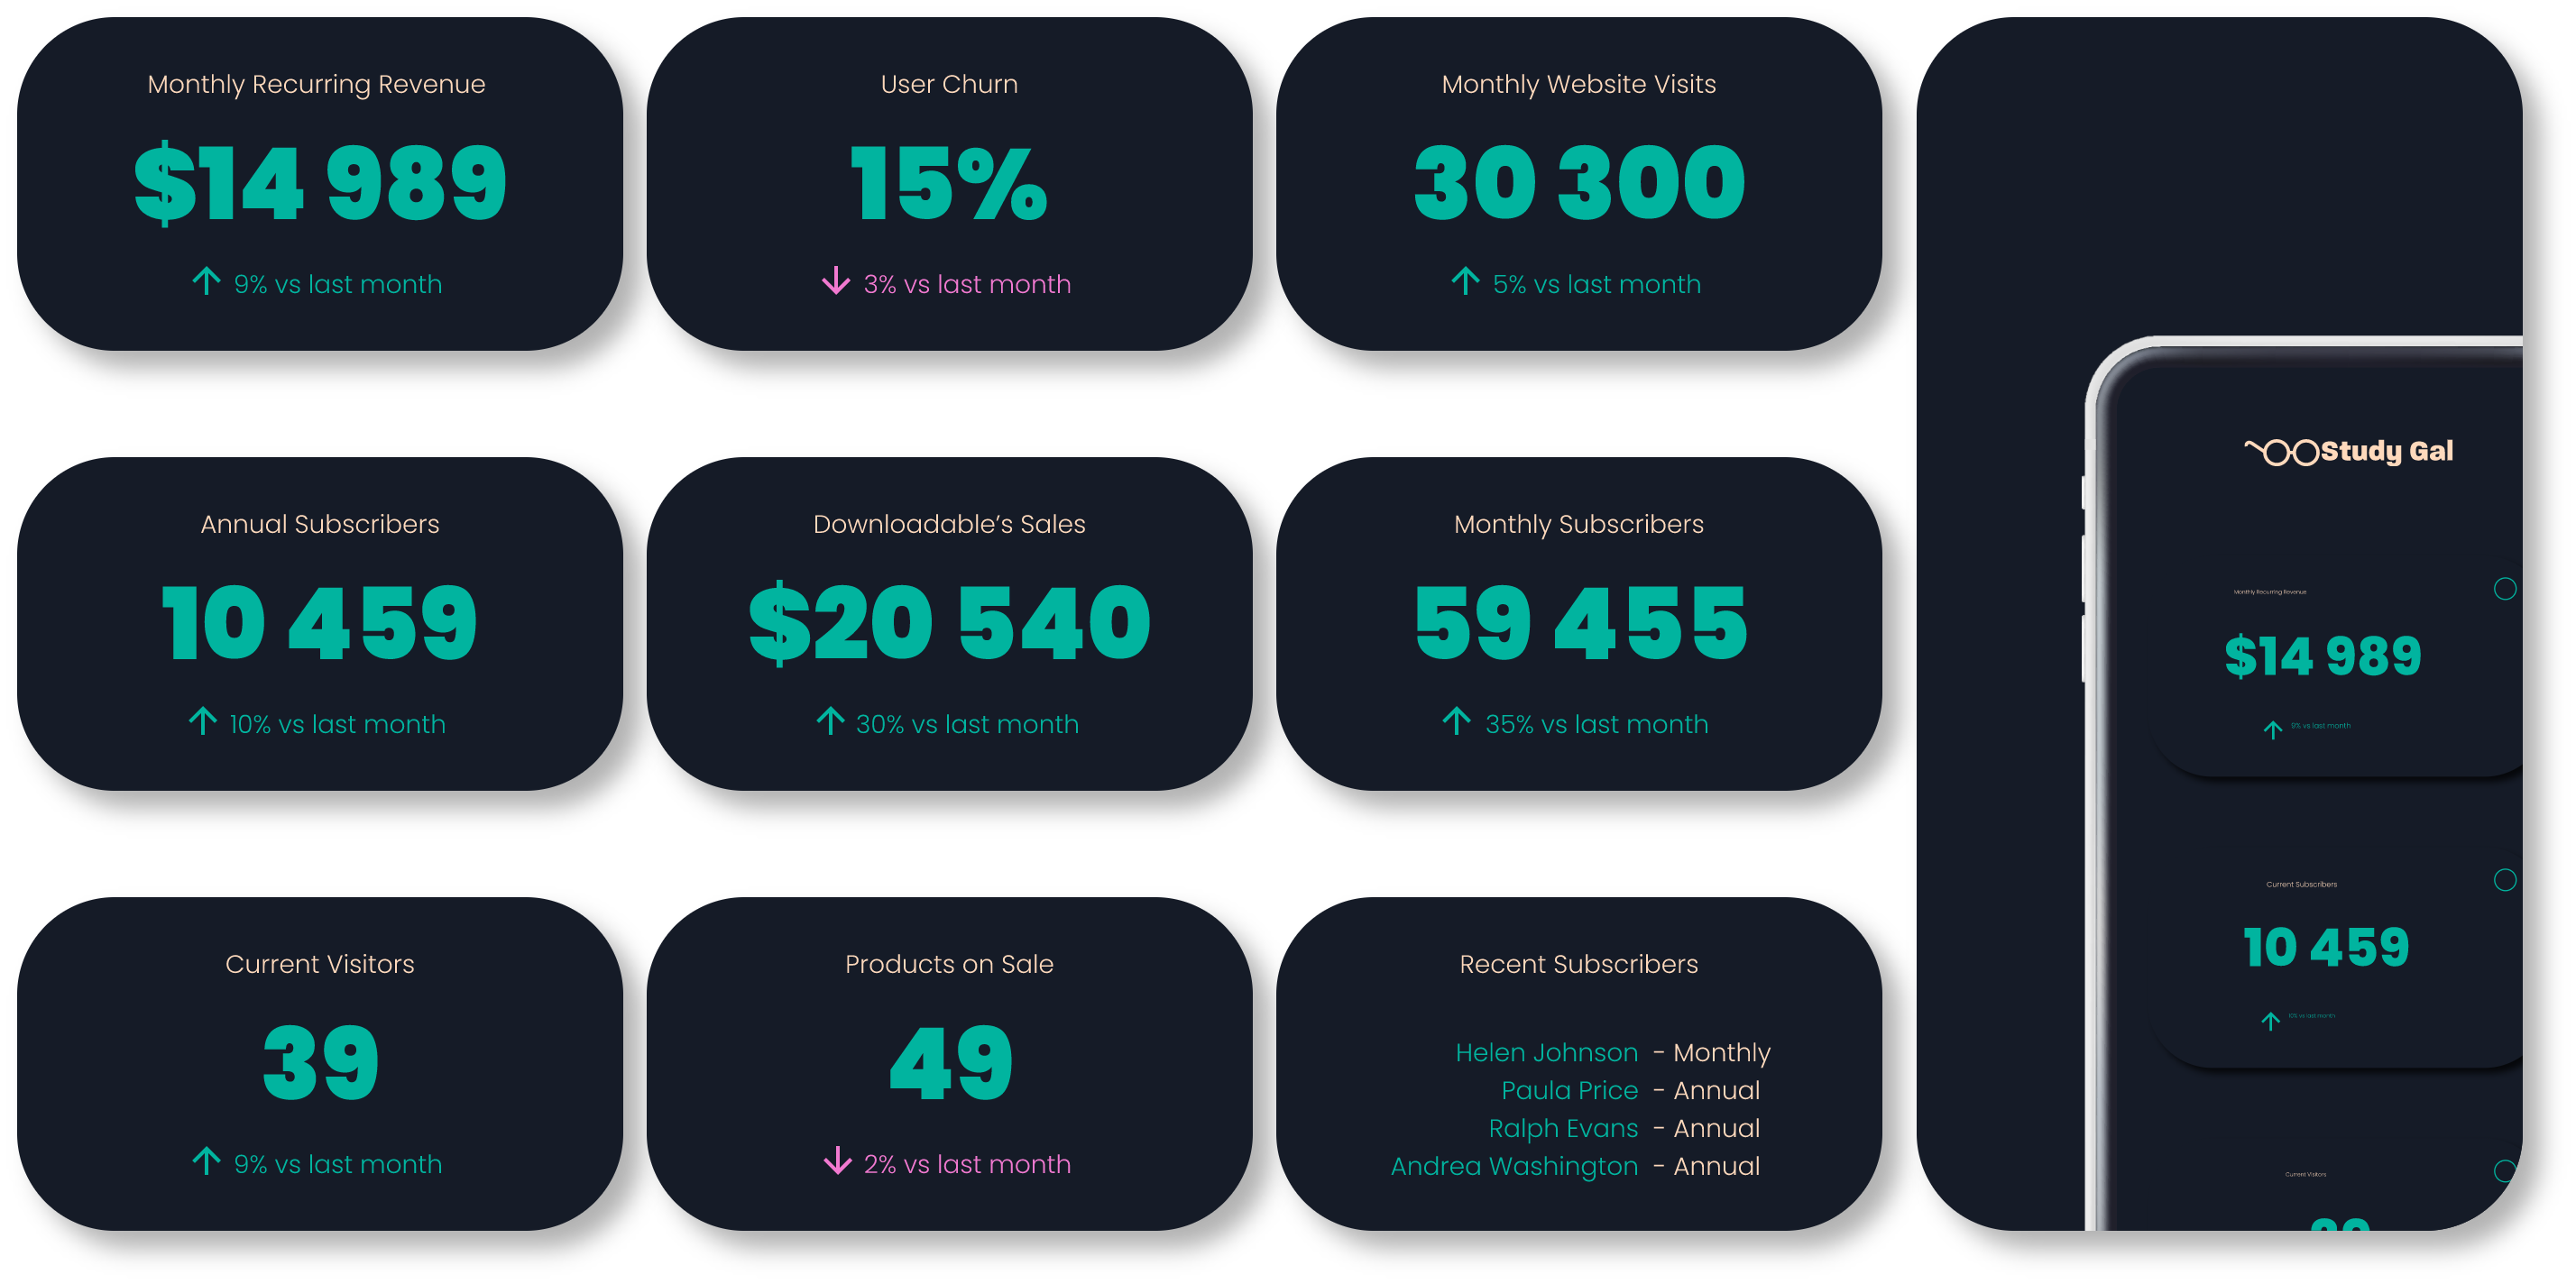 Monthly Recurring Revenue
$14 989
↑ 9% vs last month
User Churn
15%
↓ 3% vs last month
Monthly Website Visits
30 300
↑ 5% vs last month
Annual Subscribers
10 459
↑ 10% vs last month
Downloadable’s Sales
$20 540
↑ 30% vs last month
Monthly Subscribers
59 455
↑ 35% vs last month
Current Visitors
39
↑ 9% vs last month
Products on Sale
49
↓ 2% vs last month
Recent Subscribers
Helen Johnson - Monthly
Paula Price - Annual
Ralph Evans - Annual
Andrea Washington - Annual
Study Gal
Monthly Recurring Revenue
$14 989
↑ 9% vs last month
Current Subscribers
10 459
↑ 10% vs last month
Current Visitors